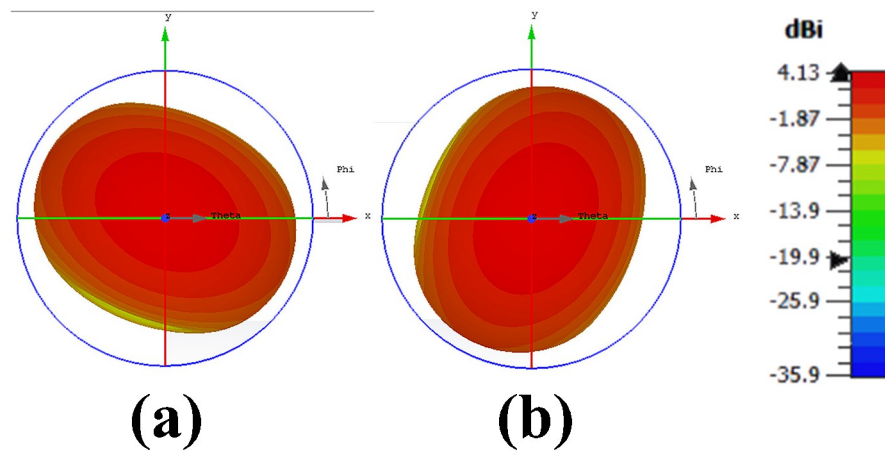 y
Phi
z
Theta
x
(a)
y
Phi
z
Theta
x
(b)
dBi
4.13
-1.87
-7.87
-13.9
-19.9
-25.9
-35.9